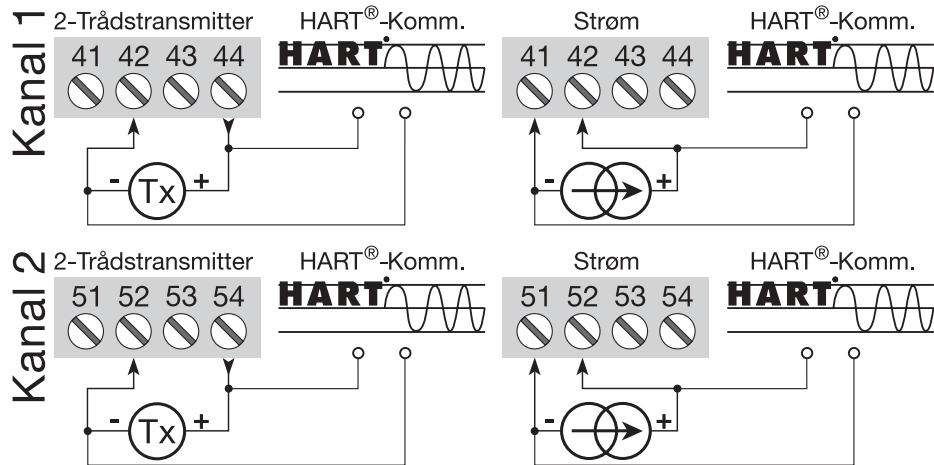 Kanal 1
2-Trådstransmitter
41 42 43 44
- Tx +
HART®-Komm.
HART
Strøm
41 42 43 44
- +
HART®-Komm.
HART
Kanal 2
2-Trådstransmitter
51 52 53 54
- Tx +
HART®-Komm.
HART
Strøm
51 52 53 54
- +
HART®-Komm.
HART